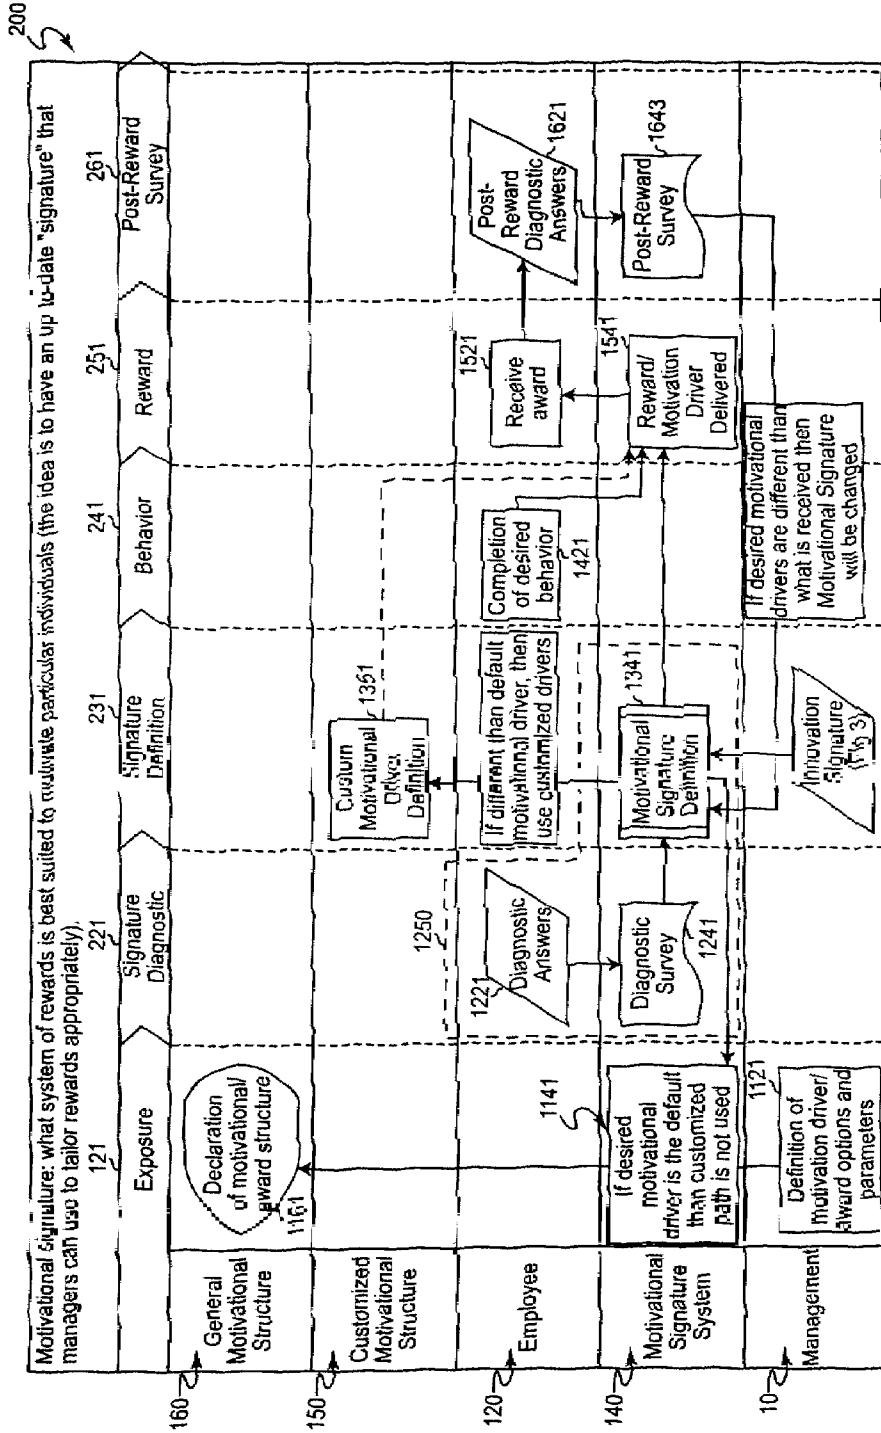 200
Motivational Signature: what system of rewards is best suited to motivate particular individuals (the idea is to have an up to-date "signature" that
managers can use to tailor rewards appropriately).
121
221
231
241
251
261
Exposure
Signature
Diagnostic
Signature
Definition
Behavior
Reward
Post-Reward
Survey
160
General
Motivational
Structure
Declaration
of motivational/
award structure
1161
150
Customized
Motivational
Structure
Custom
Motivational
Driver
Definition
1351
120
Employee
1250
1221
Diagnostic
Answers
If different than default
motivational driver, then
use customized drivers
Completion
of desired
behavior
1421
Receive
award
1521
Post-
Reward
Diagnostic
Answers
1621
140
Motivational
Signature
System
1141
If desired
motivational
driver is the default
than customized
path is not used
Diagnostic
Survey
1241
Motivational
Signature
Definition
1341
Reward/
Motivation
Driver
Delivered
1541
Post-Reward
Survey
1643
10
Management
Definition of
motivation driver/
award options and
parameters
1121
Innovation
Signature
(Fig 3)
If desired motivational
drivers are different than
what is received then
Motivational Signature
will be changed